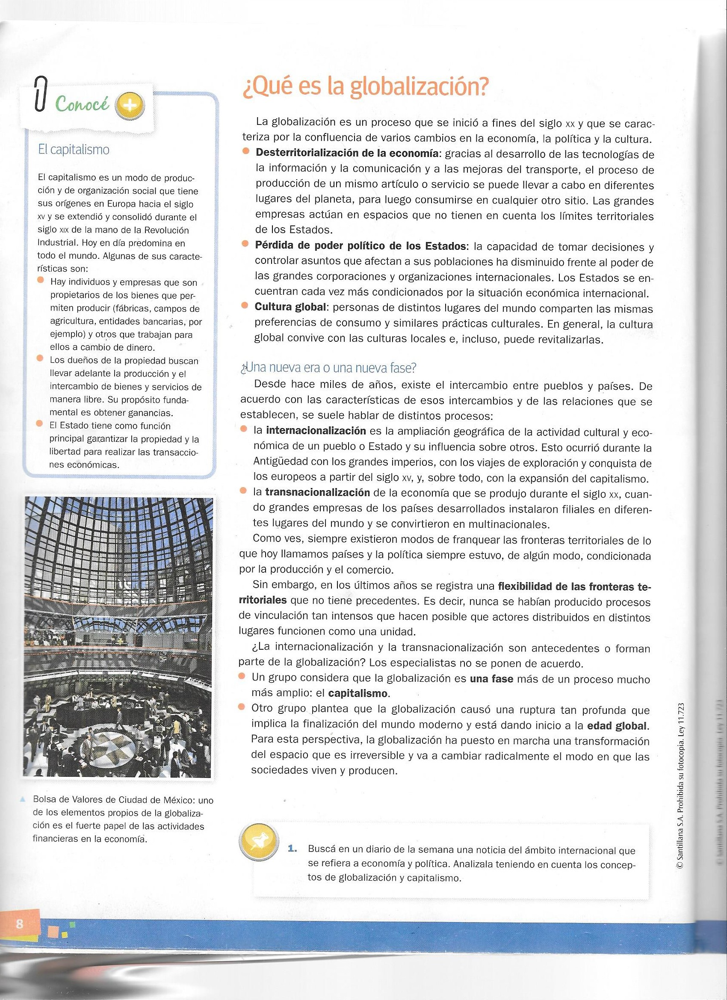 Conocé
El capitalismo
El capitalismo es un modo de produc-
ción y de organización social que tiene
sus orígenes en Europa hacia el siglo
XV y se extendió y consolidó durante el
siglo XIX de la mano de la Revolución
Industrial. Hoy en día predomina en
todo el mundo. Algunas de sus caracte-
rísticas son:
Hay individuos y empresas que son
propietarios de los bienes que per-
miten producir (fábricas, campos de
agricultura, entidades bancarias, por
ejemplo) y otros que trabajan para
ellos a cambio de dinero.
Los dueños de la propiedad buscan
llevar adelante la producción y el
intercambio de bienes y servicios de
manera libre. Su propósito funda-
mental es obtener ganancias.
El Estado tiene como función
principal garantizar la propiedad y la
libertad para realizar las transaccio-
nes económicas.
Bolsa de Valores de Ciudad de México: uno
de los elementos propios de la globaliza-
ción es el fuerte papel de las actividades
financieras en la economía.
¿Qué es la globalización?
La globalización es un proceso que se inició a fines del siglo XX y que se carac-
teriza por la confluencia de varios cambios en la economía, la política y la cultura.
Desterritorialización de la economía: gracias al desarrollo de las tecnologías de
la información y la comunicación y a las mejoras del transporte, el proceso de
producción de un mismo artículo o servicio se puede llevar a cabo en diferentes
lugares del planeta, para luego consumirse en cualquier otro sitio. Las grandes
empresas actúan en espacios que no tienen en cuenta los límites territoriales
de los Estados.
Pérdida de poder político de los Estados: la capacidad de tomar decisiones y
controlar asuntos que afectan a sus poblaciones ha disminuido frente al poder de
las grandes corporaciones y organizaciones internacionales. Los Estados se en-
cuentran cada vez más condicionados por la situación económica internacional.
Cultura global: personas de distintos lugares del mundo comparten las mismas
preferencias de consumo y similares prácticas culturales. En general, la cultura
global convive con las culturas locales e, incluso, puede revitalizarlas.
¿Una nueva era o una nueva fase?
Desde hace miles de años, existe el intercambio entre pueblos y países. De
acuerdo con las características de esos intercambios y de las relaciones que se
establecen, se suele hablar de distintos procesos:
la internacionalización es la ampliación geográfica de la actividad cultural y eco-
nómica de un pueblo o Estado y su influencia sobre otros. Esto ocurrió durante la
Antigüedad con los grandes imperios, con los viajes de exploración y conquista de
los europeos a partir del siglo XV, y, sobre todo, con la expansión del capitalismo.
la transnacionalización de la economía que se produjo durante el siglo XX, cuan-
do grandes empresas de los países desarrollados instalaron filiales en diferen-
tes lugares del mundo y se convirtieron en multinacionales.
Como ves, siempre existieron modos de franquear las fronteras territoriales de lo
que hoy llamamos países y la política siempre estuvo, de algún modo, condicionada
por la producción y el comercio.
Sin embargo, en los últimos años se registra una flexibilidad de las fronteras te-
rritoriales que no tiene precedentes. Es decir, nunca se habían producido procesos
de vinculación tan intensos que hacen posible que actores distribuidos en distintos
lugares funcionen como una unidad.
¿La internacionalización y la transnacionalización son antecedentes o forman
parte de la globalización? Los especialistas no se ponen de acuerdo.
Un grupo considera que la globalización es una fase más de un proceso mucho
más amplio: el capitalismo.
Otro grupo plantea que la globalización causó una ruptura tan profunda que
implica la finalización del mundo moderno y está dando inicio a la edad global.
Para esta perspectiva, la globalización ha puesto en marcha una transformación
del espacio que es irreversible y va a cambiar radicalmente el modo en que las
sociedades viven y producen.
1. Buscá en un diario de la semana una noticia del ámbito internacional que
se refiera a economía y política. Analizala teniendo en cuenta los concep-
tos de globalización y capitalismo.
© Santillana S.A. Prohibida su fotocopia. Ley 11.723
8